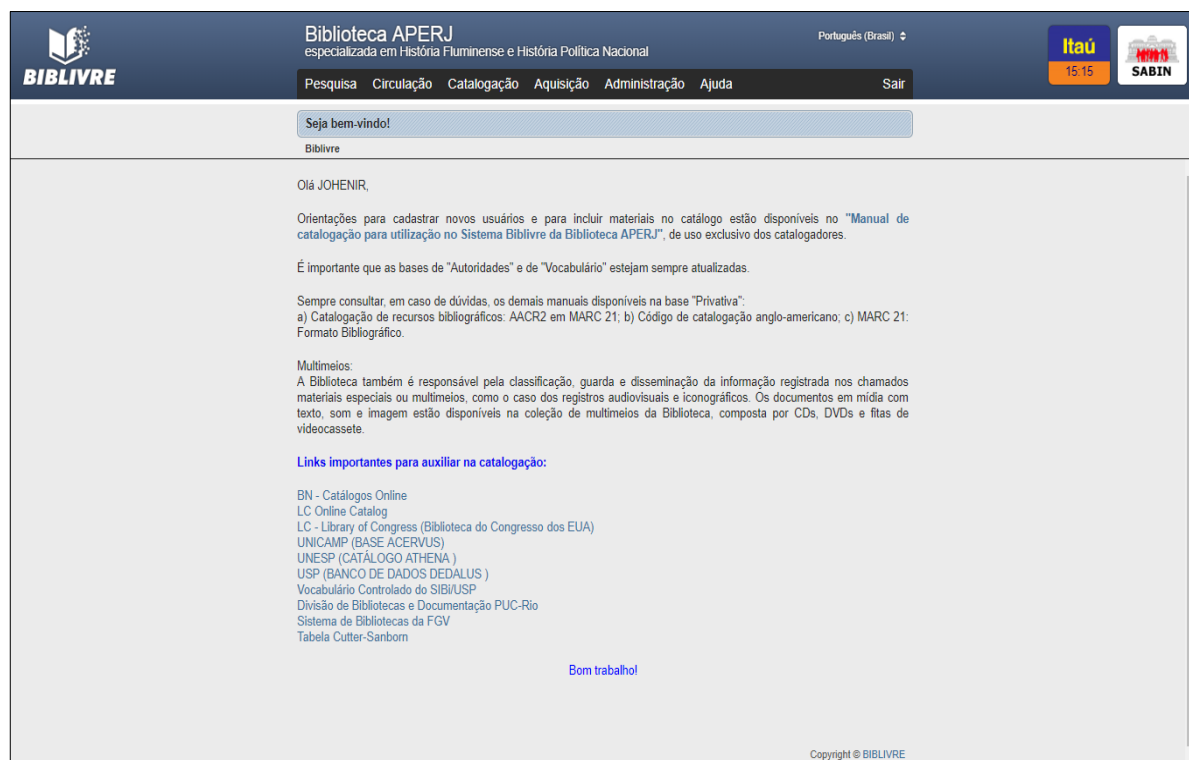 BIBLIVRE
Biblioteca APERJ
especializada em História Fluminense e História Política Nacional
Português (Brasil)
Pesquisa Circulação Catalogação Aquisição Administração Ajuda Sair
Itaú
15:15
SABIN
Seja bem-vindo!
Biblivre
Olá JOHENIR,
Orientações para cadastrar novos usuários e para incluir materiais no catálogo estão disponíveis no "Manual de
catalogação para utilização no Sistema Biblivre da Biblioteca APERJ", de uso exclusivo dos catalogadores.
É importante que as bases de "Autoridades" e de "Vocabulário" estejam sempre atualizadas.
Sempre consultar, em caso de dúvidas, os demais manuais disponíveis na base "Privativa":
a) Catalogação de recursos bibliográficos: AACR2 em MARC 21; b) Código de catalogação anglo-americano; c) MARC 21:
Formato Bibliográfico.
Multimeios:
A Biblioteca também é responsável pela classificação, guarda e disseminação da informação registrada nos chamados
materiais especiais ou multimeios, como o caso dos registros audiovisuais e iconográficos. Os documentos em mídia com
texto, som e imagem estão disponíveis na coleção de multimeios da Biblioteca, composta por CDs, DVDs e fitas de
videocassete.
Links importantes para auxiliar na catalogação:
BN - Catálogos Online
LC Online Catalog
LC - Library of Congress (Biblioteca do Congresso dos EUA)
UNICAMP (BASE ACERVUS)
UNESP (CATÁLOGO ATHENA )
USP (BANCO DE DADOS DEDALUS )
Vocabulário Controlado do SIBi/USP
Divisão de Bibliotecas e Documentação PUC-Rio
Sistema de Bibliotecas da FGV
Tabela Cutter-Sanborn
Bom trabalho!
Copyright © BIBLIVRE